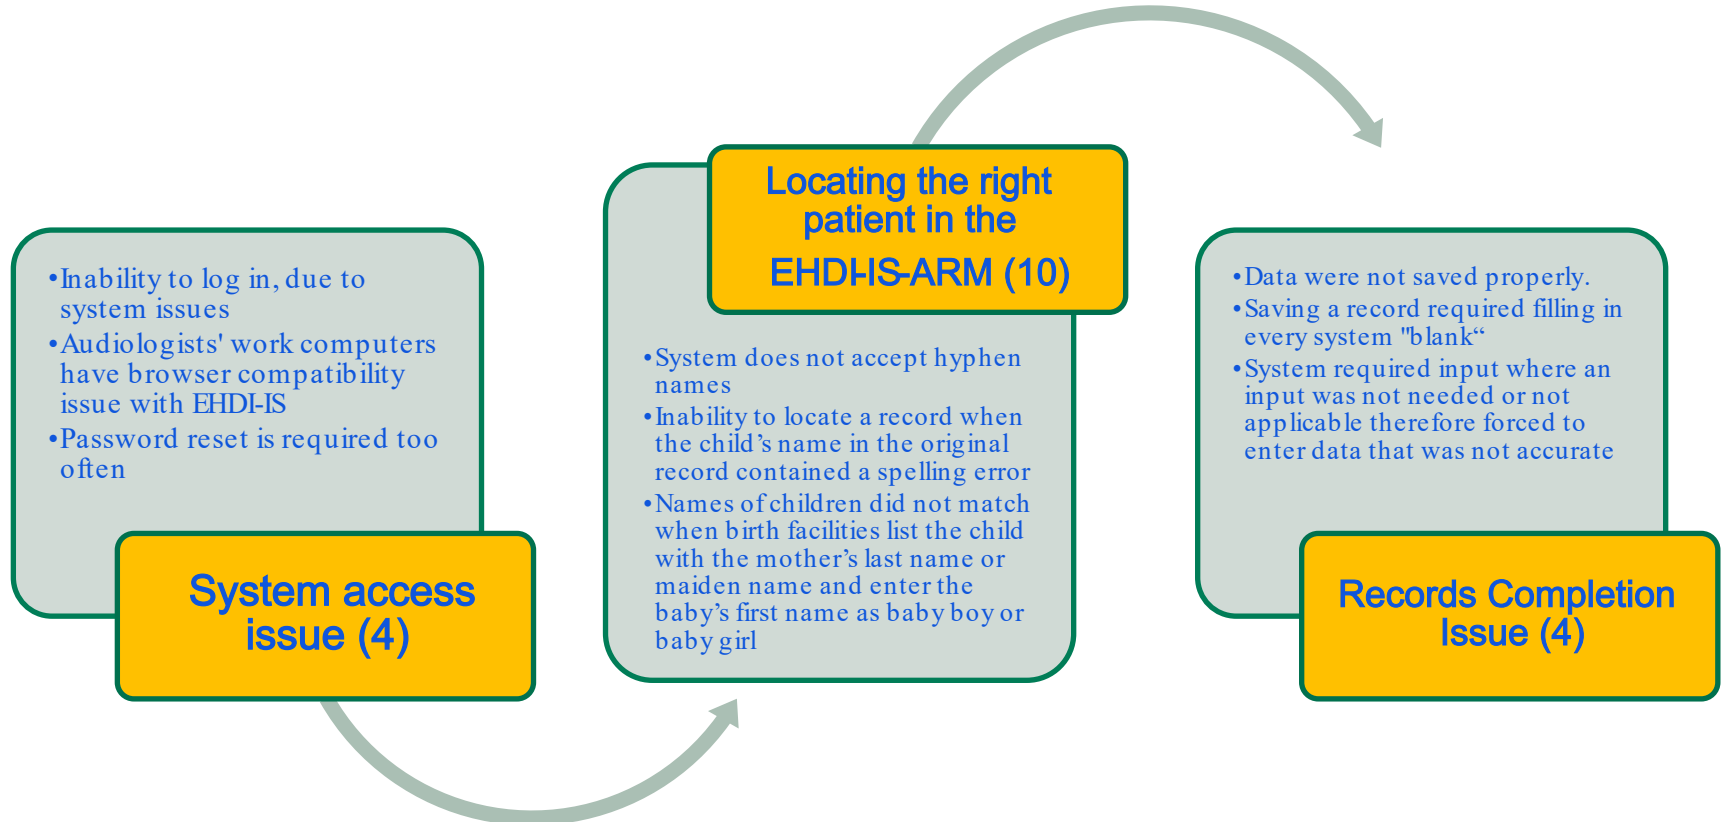 •Inability to log in, due to
system issues
•Audiologists' work computers
have browser compatibility
issue with EHDI-IS
•Password reset is required too
often
System access
issue (4)
Locating the right
patient in the
EHDI-IS-ARM (10)
•System does not accept hyphen
names
•Inability to locate a record when
the child’s name in the original
record contained a spelling error
•Names of children did not match
when birth facilities list the child
with the mother’s last name or
maiden name and enter the
baby’s first name as baby boy or
baby girl
•Data were not saved properly.
•Saving a record required filling in
every system "blank“
•System required input where an
input was not needed or not
applicable therefore forced to
enter data that was not accurate
Records Completion
Issue (4)